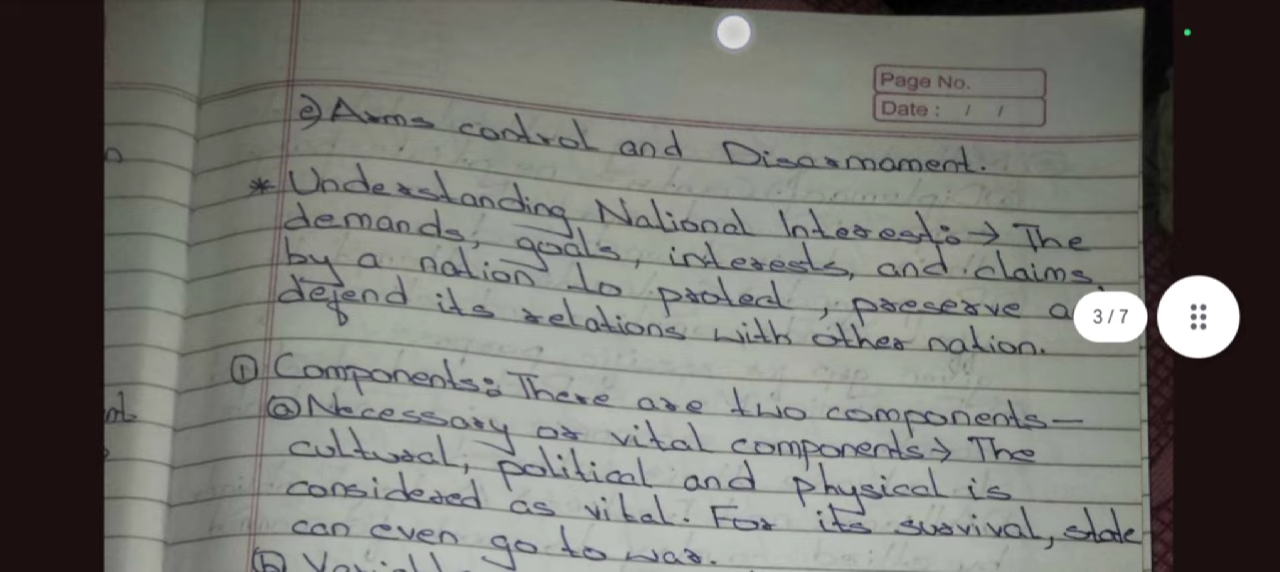 Page No.
Date : / /
e) Arms control and Disarmament.
* Understanding National Interest:→ The
demands, goals, interests, and claims,
by a nation to protect, preserve a
defend its relations with other nation.
3 / 7
① Components: There are two components—
ⓐ Necessary or vital components→ The
cultural, political and physical is
considered as vital. For its survival, state
can even go to war.
ⓑ